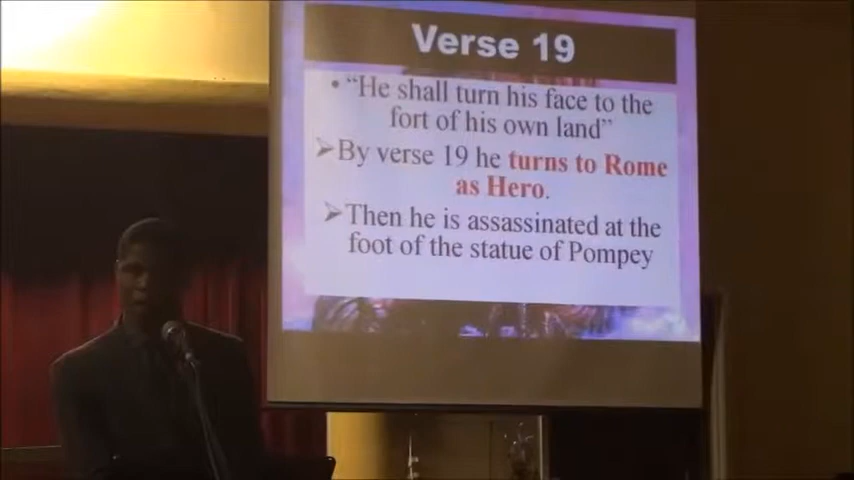 Verse 19
• “He shall turn his face to the
fort of his own land”
➢By verse 19 he turns to Rome
as Hero.
➢Then he is assassinated at the
foot of the statue of Pompey